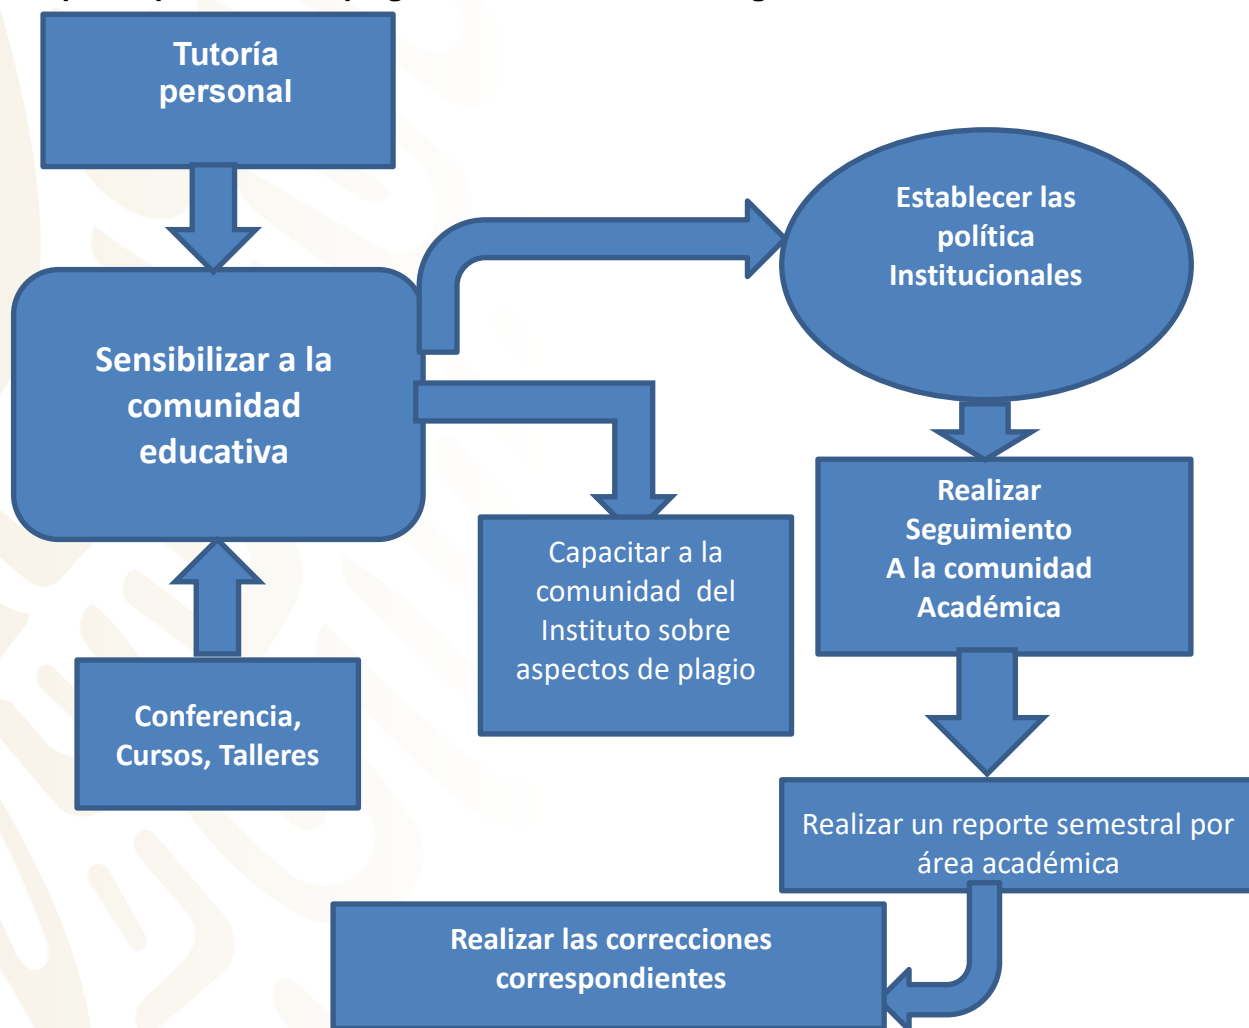 Tutoría
personal
Establecer las
política
Institucionales
Sensibilizar a la
comunidad
educativa
Realizar
Seguimiento
A la comunidad
Académica
Capacitar a la
comunidad del
Instituto sobre
aspectos de plagio
Conferencia,
Cursos, Talleres
Realizar un reporte semestral por
área académica
Realizar las correcciones
correspondientes